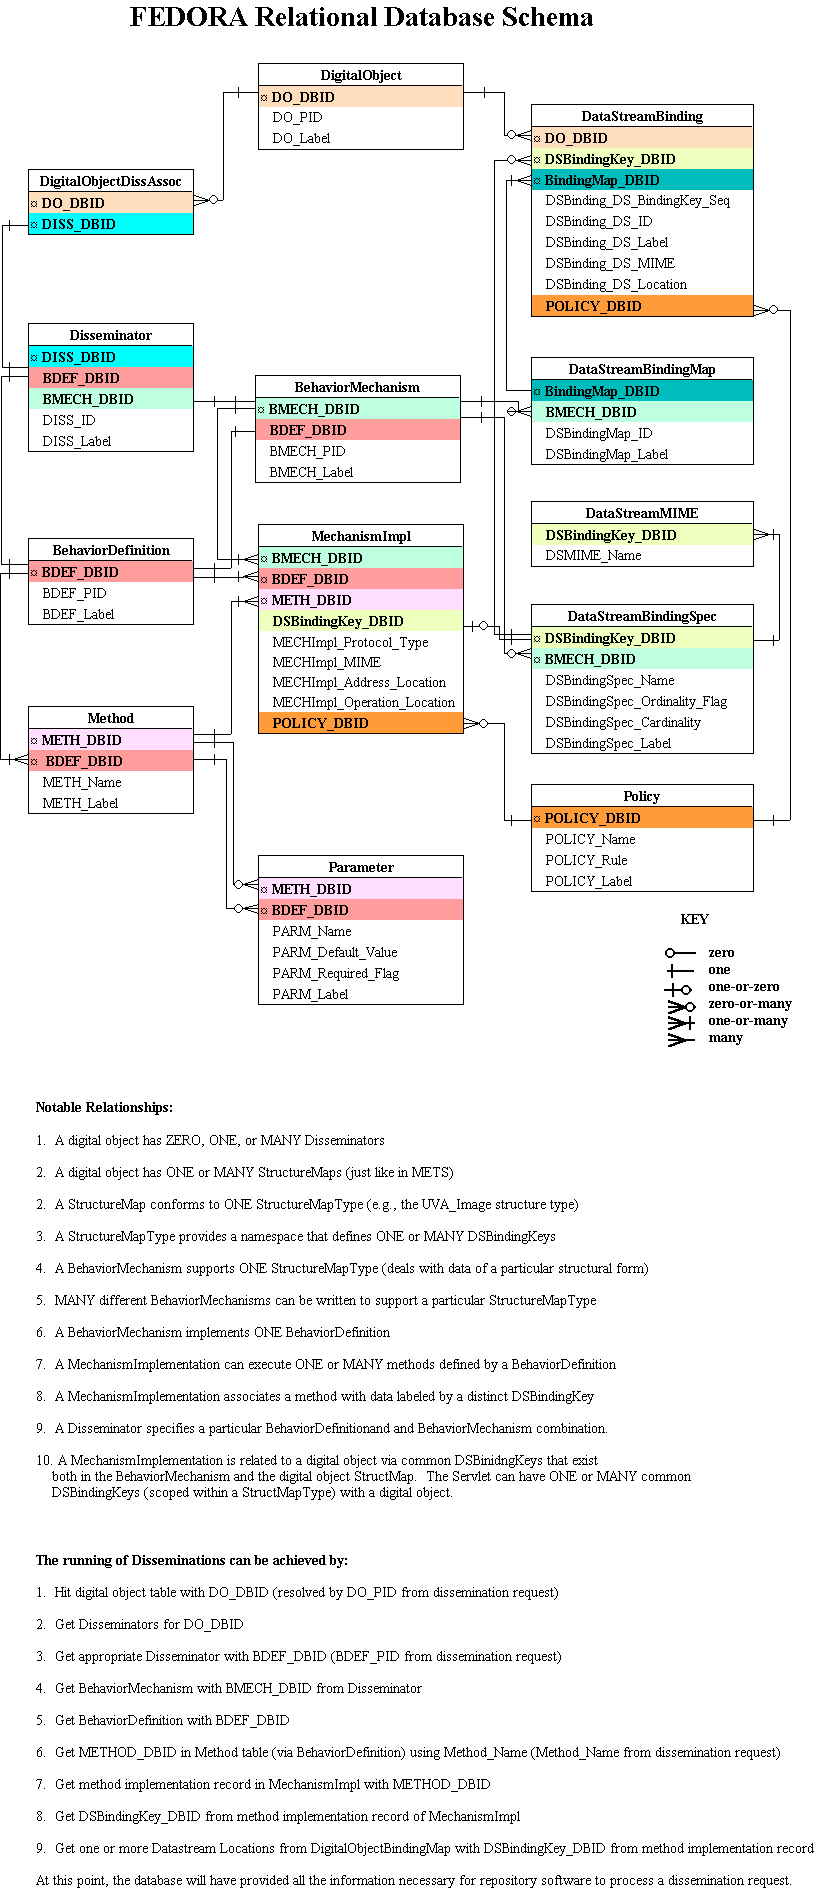 FEDORA Relational Database Schema
DigitalObject
¤ DO_DBID
DO_PID
DO_Label
DataStreamBinding
¤ DO_DBID
¤ DSBindingKey_DBID
¤ BindingMap_DBID
DSBinding_DS_BindingKey_Seq
DSBinding_DS_ID
DSBinding_DS_Label
DSBinding_DS_MIME
DSBinding_DS_Location
POLICY_DBID
DigitalObjectDissAssoc
¤ DO_DBID
¤ DISS_DBID
Disseminator
¤ DISS_DBID
BDEF_DBID
BMECH_DBID
DISS_ID
DISS_Label
BehaviorMechanism
¤ BMECH_DBID
BDEF_DBID
BMECH_PID
BMECH_Label
DataStreamBindingMap
¤ BindingMap_DBID
BMECH_DBID
DSBindingMap_ID
DSBindingMap_Label
DataStreamMIME
DSBindingKey_DBID
DSMIME_Name
BehaviorDefinition
¤ BDEF_DBID
BDEF_PID
BDEF_Label
MechanismImpl
¤ BMECH_DBID
¤ BDEF_DBID
¤ METH_DBID
DSBindingKey_DBID
MECHImpl_Protocol_Type
MECHImpl_MIME
MECHImpl_Address_Location
MECHImpl_Operation_Location
POLICY_DBID
DataStreamBindingSpec
¤ DSBindingKey_DBID
¤ BMECH_DBID
DSBindingSpec_Name
DSBindingSpec_Ordinality_Flag
DSBindingSpec_Cardinality
DSBindingSpec_Label
Method
¤ METH_DBID
¤ BDEF_DBID
METH_Name
METH_Label
Policy
¤ POLICY_DBID
POLICY_Name
POLICY_Rule
POLICY_Label
Parameter
¤ METH_DBID
¤ BDEF_DBID
PARM_Name
PARM_Default_Value
PARM_Required_Flag
PARM_Label
KEY
zero
one
one-or-zero
zero-or-many
one-or-many
many
Notable Relationships:
1. A digital object has ZERO, ONE, or MANY Disseminators
2. A digital object has ONE or MANY StructureMaps (just like in METS)
2. A StructureMap conforms to ONE StructureMapType (e.g., the UVA_Image structure type)
3. A StructureMapType provides a namespace that defines ONE or MANY DSBindingKeys
4. A BehaviorMechanism supports ONE StructureMapType (deals with data of a particular structural form)
5. MANY different BehaviorMechanisms can be written to support a particular StructureMapType
6. A BehaviorMechanism implements ONE BehaviorDefinition
7. A MechanismImplementation can execute ONE or MANY methods defined by a BehaviorDefinition
8. A MechanismImplementation associates a method with data labeled by a distinct DSBindingKey
9. A Disseminator specifies a particular BehaviorDefinitionand and BehaviorMechanism combination.
10. A MechanismImplementation is related to a digital object via common DSBinidngKeys that exist
both in the BehaviorMechanism and the digital object StructMap. The Servlet can have ONE or MANY common
DSBindingKeys (scoped within a StructMapType) with a digital object.
The running of Disseminations can be achieved by:
1. Hit digital object table with DO_DBID (resolved by DO_PID from dissemination request)
2. Get Disseminators for DO_DBID
3. Get appropriate Disseminator with BDEF_DBID (BDEF_PID from dissemination request)
4. Get BehaviorMechanism with BMECH_DBID from Disseminator
5. Get BehaviorDefinition with BDEF_DBID
6. Get METHOD_DBID in Method table (via BehaviorDefinition) using Method_Name (Method_Name from dissemination request)
7. Get method implementation record in MechanismImpl with METHOD_DBID
8. Get DSBindingKey_DBID from method implementation record of MechanismImpl
9. Get one or more Datastream Locations from DigitalObjectBindingMap with DSBindingKey_DBID from method implementation record
At this point, the database will have provided all the information necessary for repository software to process a dissemination request.